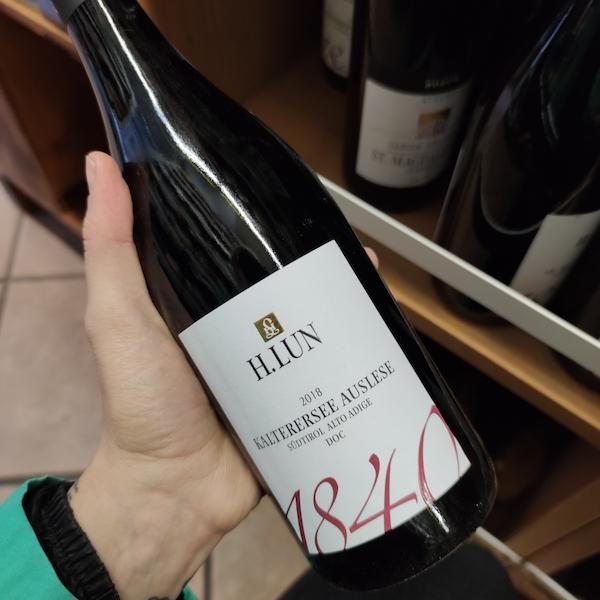 H.LUN
2018
KALTERERSEE AUSLESE
SÜDTIROL ALTO ADIGE
DOC
1840